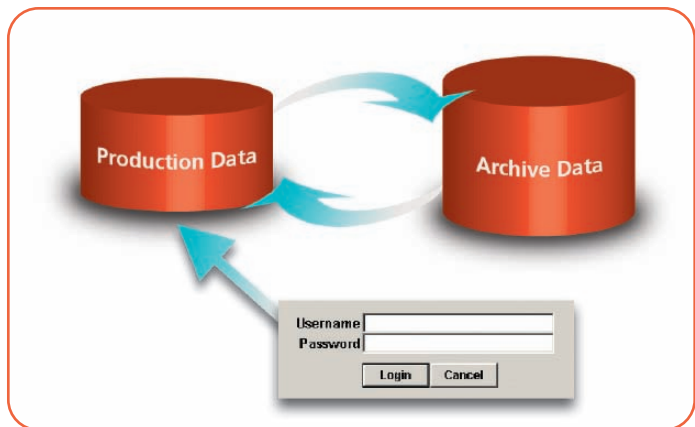 Production Data
Archive Data
Username
Password
Login Cancel